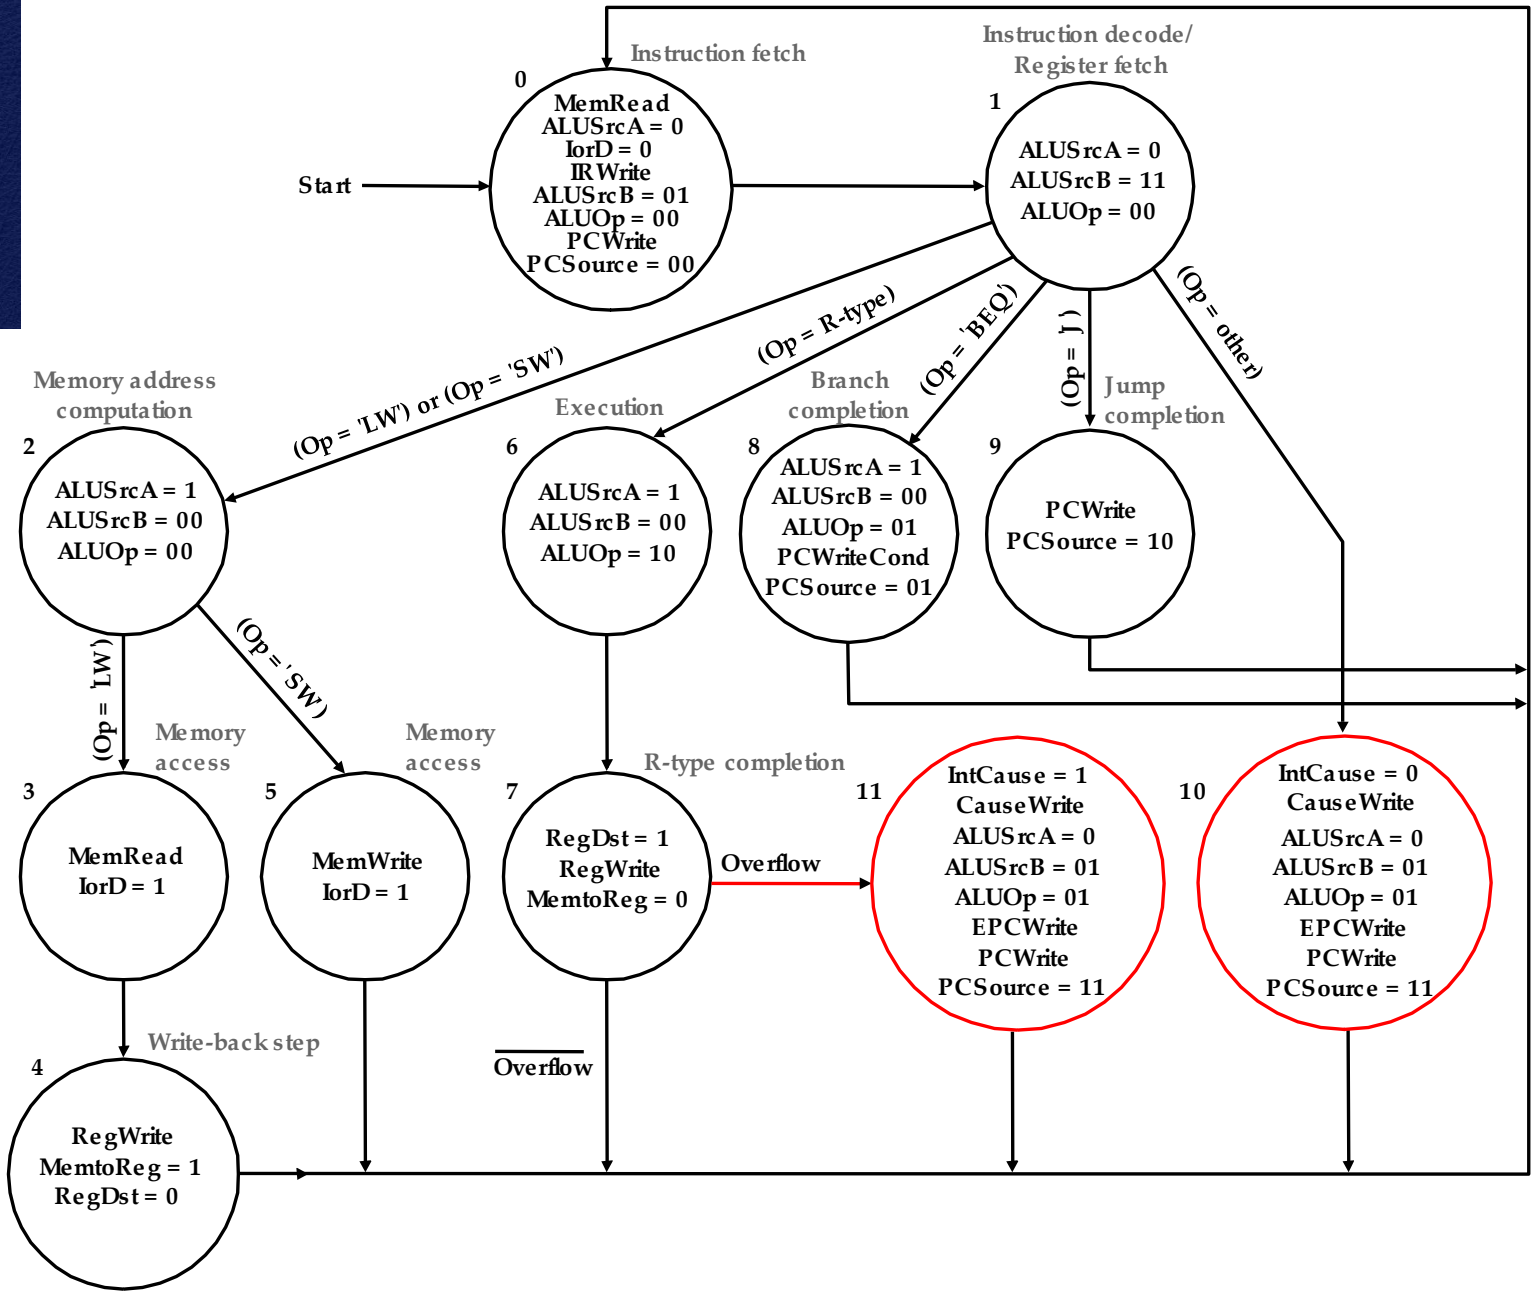 Instruction fetch
0
MemRead
ALUSrcA = 0
IorD = 0
IRWrite
ALUSrcB = 01
ALUOp = 00
PCWrite
PCSource = 00
Start
Instruction decode/
Register fetch
1
ALUSrcA = 0
ALUSrcB = 11
ALUOp = 00
(Op = 'LW') or (Op = 'SW')
(Op = R-type)
(Op = 'BEQ')
(Op = 'J')
(Op = other)
Memory address
computation
2
ALUSrcA = 1
ALUSrcB = 00
ALUOp = 00
Execution
6
ALUSrcA = 1
ALUSrcB = 00
ALUOp = 10
Branch
completion
8
ALUSrcA = 1
ALUSrcB = 00
ALUOp = 01
PCWriteCond
PCSource = 01
Jump
completion
9
PCWrite
PCSource = 10
(Op = 'LW')
(Op = 'SW')
Memory
access
3
MemRead
IorD = 1
Memory
access
5
MemWrite
IorD = 1
R-type completion
7
RegDst = 1
RegWrite
MemtoReg = 0
Overflow
11
IntCause = 1
CauseWrite
ALUSrcA = 0
ALUSrcB = 01
ALUOp = 01
EPCWrite
PCWrite
PCSource = 11
10
IntCause = 0
CauseWrite
ALUSrcA = 0
ALUSrcB = 01
ALUOp = 01
EPCWrite
PCWrite
PCSource = 11
Write-back step
4
RegWrite
MemtoReg = 1
RegDst = 0
Overflow